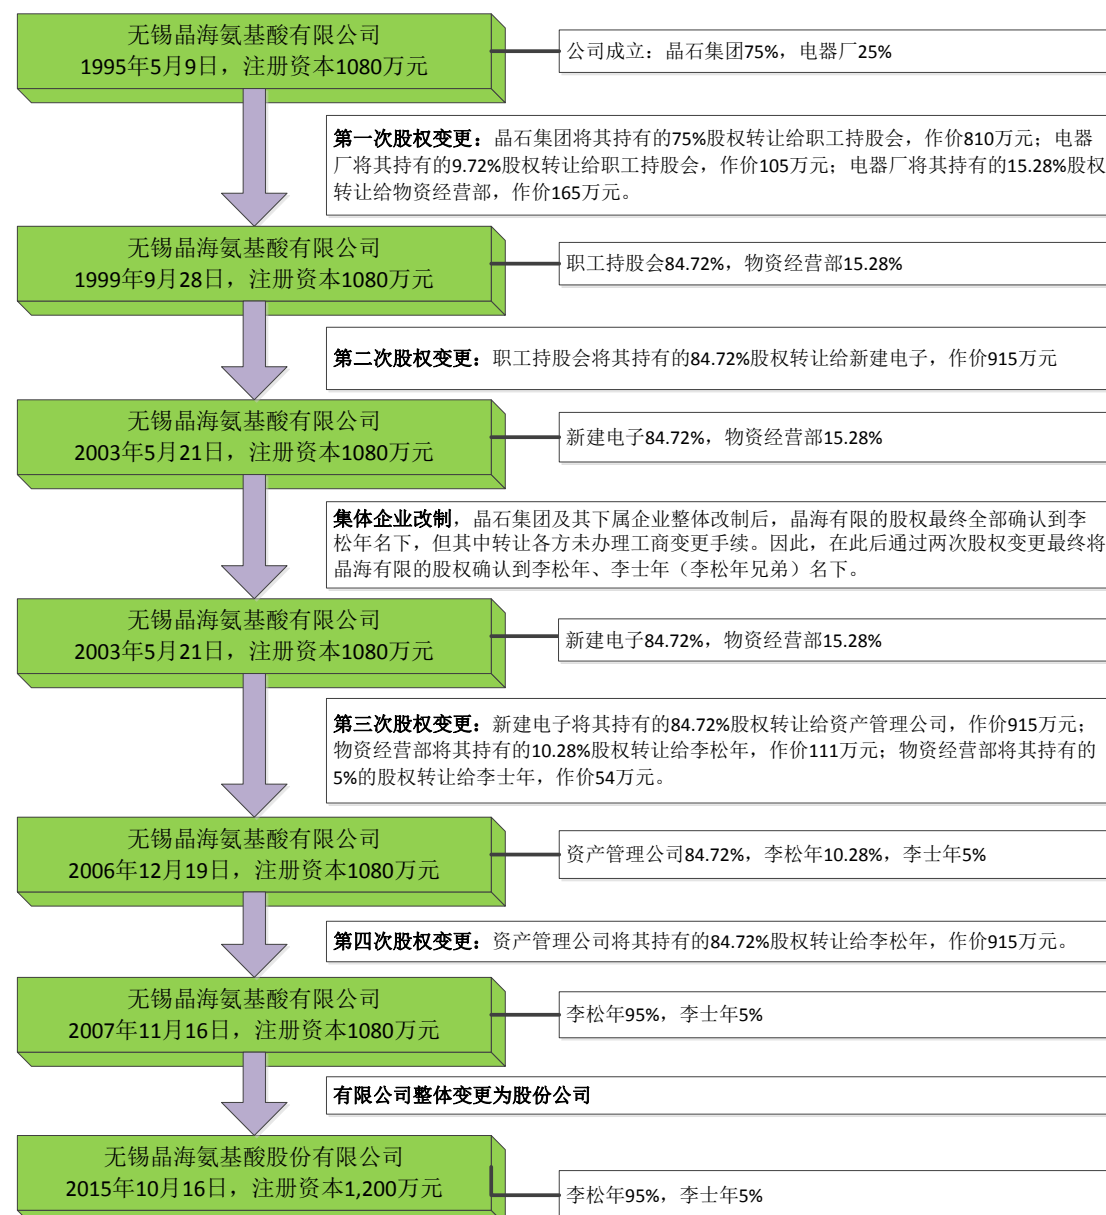 无锡晶海氨基酸有限公司
1995年5月9日，注册资本1080万元
公司成立：晶石集团75%，电器厂25%
第一次股权变更：晶石集团将其持有的75%股权转让给职工持股会，作价810万元；电器
厂将其持有的9.72%股权转让给职工持股会，作价105万元；电器厂将其持有的15.28%股权
转让给物资经营部，作价165万元。
无锡晶海氨基酸有限公司
1999年9月28日，注册资本1080万元
职工持股会84.72%，物资经营部15.28%
第二次股权变更：职工持股会将其持有的84.72%股权转让给新建电子，作价915万元
无锡晶海氨基酸有限公司
2003年5月21日，注册资本1080万元
新建电子84.72%，物资经营部15.28%
集体企业改制，晶石集团及其下属企业整体改制后，晶海有限的股权最终全部确认到李
松年名下，但其中转让各方未办理工商变更手续。因此，在此后通过两次股权变更最终将
晶海有限的股权确认到李松年、李士年（李松年兄弟）名下。
无锡晶海氨基酸有限公司
2003年5月21日，注册资本1080万元
新建电子84.72%，物资经营部15.28%
第三次股权变更：新建电子将其持有的84.72%股权转让给资产管理公司，作价915万元；
物资经营部将其持有的10.28%股权转让给李松年，作价111万元；物资经营部将其持有的
5%的股权转让给李士年，作价54万元。
无锡晶海氨基酸有限公司
2006年12月19日，注册资本1080万元
资产管理公司84.72%，李松年10.28%，李士年5%
第四次股权变更：资产管理公司将其持有的84.72%股权转让给李松年，作价915万元。
无锡晶海氨基酸有限公司
2007年11月16日，注册资本1080万元
李松年95%，李士年5%
有限公司整体变更为股份公司
无锡晶海氨基酸股份有限公司
2015年10月16日，注册资本1,200万元
李松年95%，李士年5%